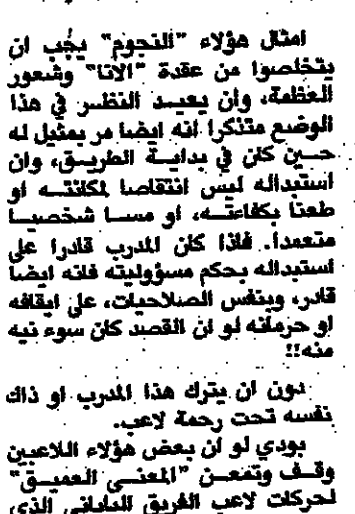 امثال هؤلاء "النجوم" يجب ان
يتخلصوا من عقدة "الأنا" وشعور
العظمة، وان يعيد النظر في هذا
الوضع متذكرا انه ايضا مر بمثيل له
حين كان في بداية الطريق، وان
استبداله ليس انتقاصا لمكانته او
طعنا بكفاءته، او مسا شخصيا
متعمدا. فاذا كان المدرب قادرا على
استبداله بحكم مسؤوليته فانه ايضا
قادر، وبنفس الصلاحيات، على ايقافه
او حرمانه لو ان القصد كان سوء نية
منه!!
دون ان يترك هذا المدرب او ذاك
نفسه تحت رحمة لاعب.
بودي لو ان بعض هؤلاء اللاعبين
وقف وتمعن "المعنى العميق"
لحركات لاعب الفريق الياباني الذي